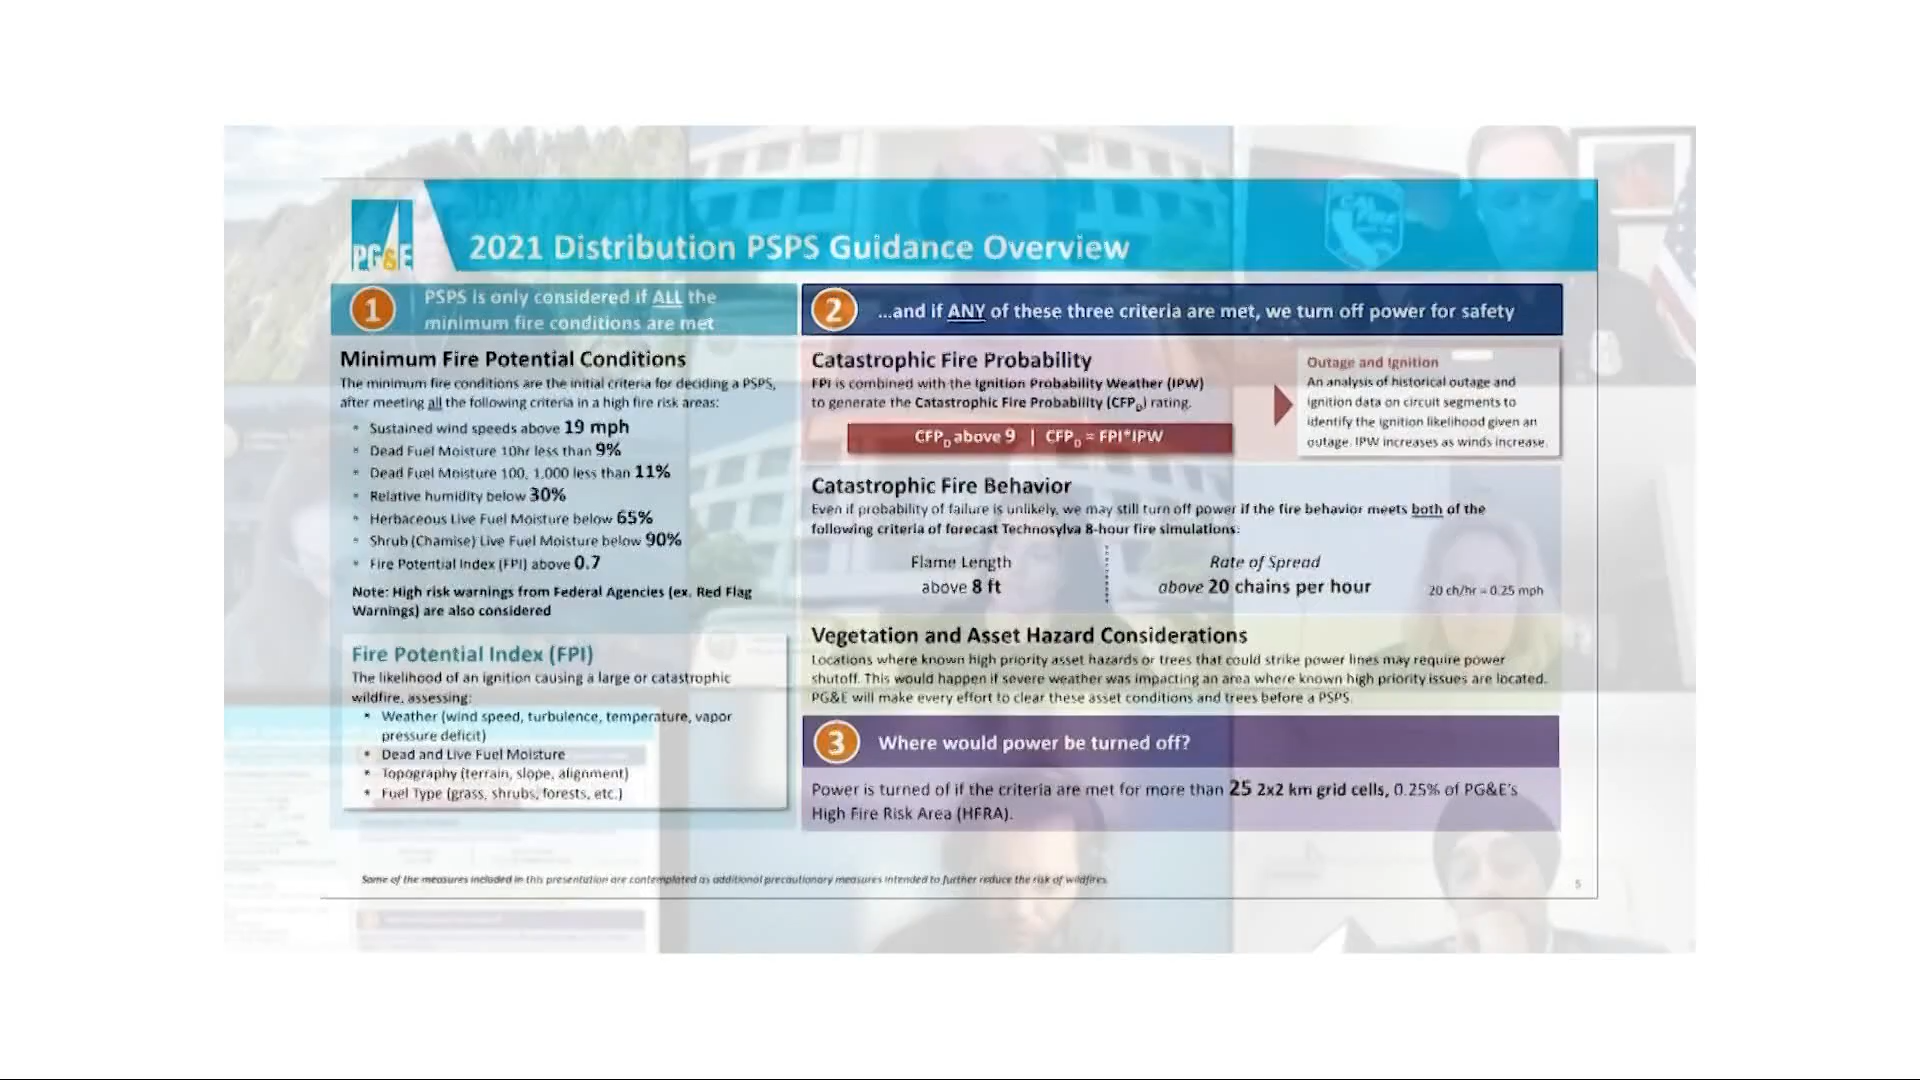 PG&E
2021 Distribution PSPS Guidance Overview
1
PSPS is only considered if ALL the
minimum fire conditions are met
Minimum Fire Potential Conditions
The minimum fire conditions are the initial criteria for deciding a PSPS,
after meeting all the following criteria in a high fire risk areas:
• Sustained wind speeds above 19 mph
• Dead Fuel Moisture 10hr less than 9%
• Dead Fuel Moisture 100, 1,000 less than 11%
• Relative humidity below 30%
• Herbaceous Live Fuel Moisture below 65%
• Shrub (Chamise) Live Fuel Moisture below 90%
• Fire Potential Index (FPI) above 0.7
Note: High risk warnings from Federal Agencies (ex. Red Flag
Warnings) are also considered
Fire Potential Index (FPI)
The likelihood of an ignition causing a large or catastrophic
wildfire, assessing:
• Weather (wind speed, turbulence, temperature, vapor
pressure deficit)
• Dead and Live Fuel Moisture
• Topography (terrain, slope, alignment)
• Fuel Type (grass, shrubs, forests, etc.)
2
...and if ANY of these three criteria are met, we turn off power for safety
Catastrophic Fire Probability
FPI is combined with the Ignition Probability Weather (IPW)
to generate the Catastrophic Fire Probability (CFPD) rating.
CFPD above 9 | CFPD = FPI*IPW
Outage and Ignition
An analysis of historical outage and
ignition data on circuit segments to
identify the ignition likelihood given an
outage. IPW increases as winds increase.
Catastrophic Fire Behavior
Even if probability of failure is unlikely, we may still turn off power if the fire behavior meets both of the
following criteria of forecast Technosylva 8-hour fire simulations:
Flame Length
above 8 ft
Rate of Spread
above 20 chains per hour
20 ch/hr = 0.25 mph
Vegetation and Asset Hazard Considerations
Locations where known high priority asset hazards or trees that could strike power lines may require power
shutoff. This would happen if severe weather was impacting an area where known high priority issues are located.
PG&E will make every effort to clear these asset conditions and trees before a PSPS.
3
Where would power be turned off?
Power is turned of if the criteria are met for more than 25 2x2 km grid cells, 0.25% of PG&E's
High Fire Risk Area (HFRA).
Some of the measures included in this presentation are contemplated as additional precautionary measures intended to further reduce the risk of wildfires.
5